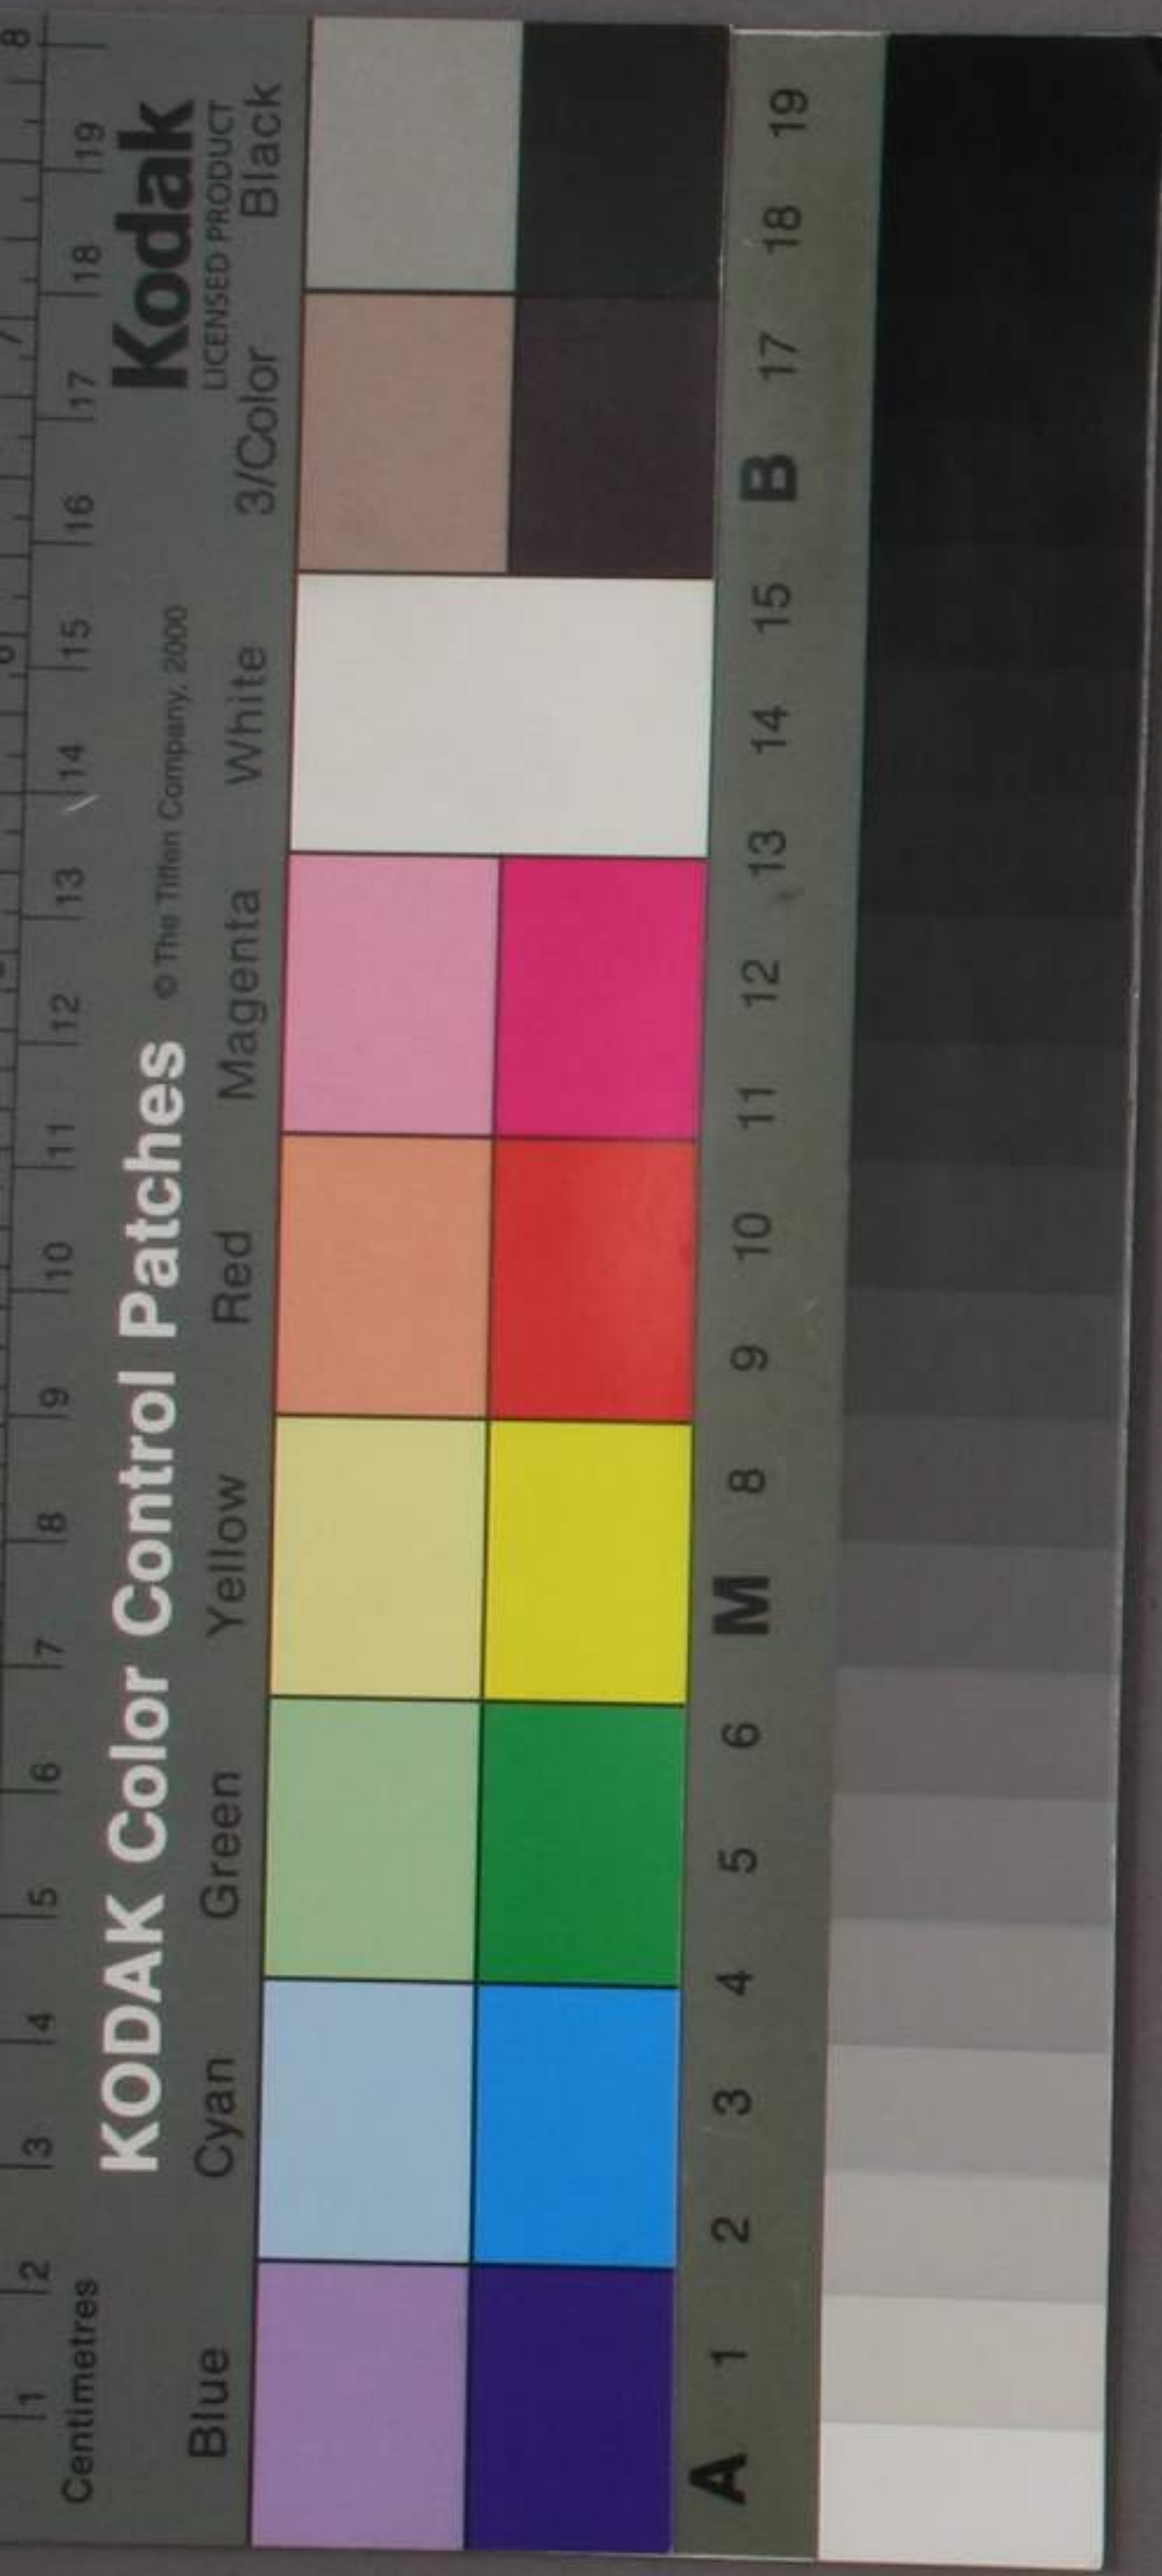 8
7
6
Centimetres
1 2 3 4 5 6 7 8 9 10 11 12 13 14 15 16 17 18 19
KODAK Color Control Patches © The Tiffen Company, 2000
Kodak
LICENSED PRODUCT
Blue Cyan Green Yellow Red Magenta White 3/Color Black
A 1 2 3 4 5 6 M 8 9 10 11 12 13 14 15 B 17 18 19